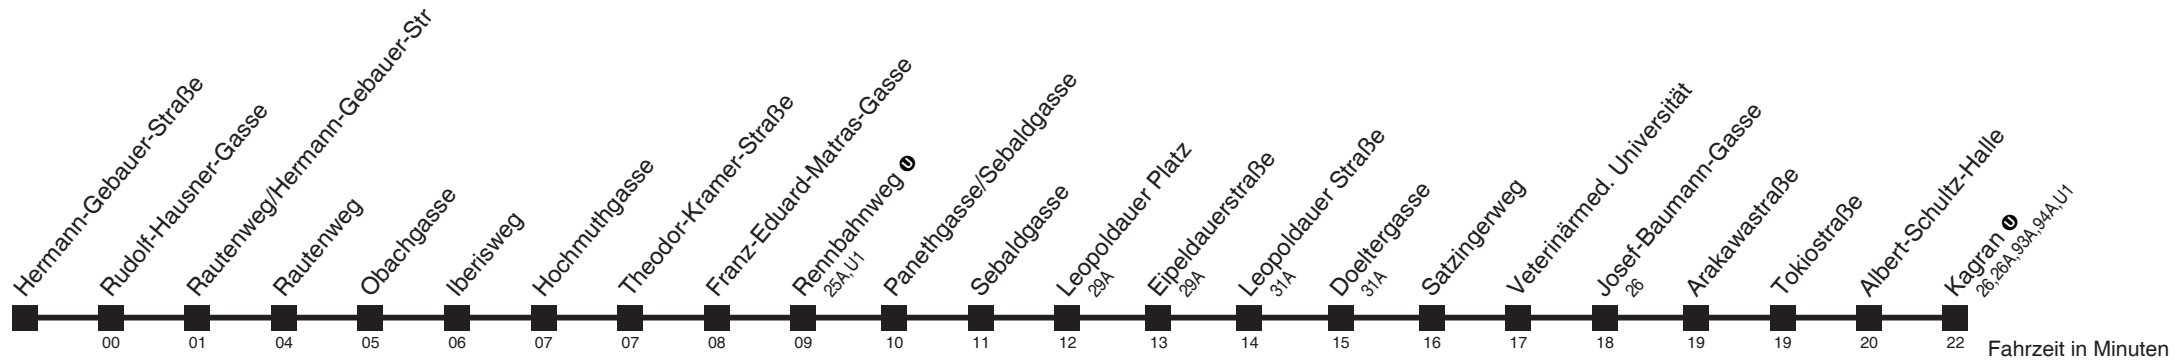 Hermann-Gebauer-Straße
Rudolf-Hausner-Gasse
00
Rautenweg/Hermann-Gebauer-Str
01
Rautenweg
04
Obachgasse
05
Iberisweg
06
Hochmuthgasse
07
Theodor-Kramer-Straße
07
Franz-Eduard-Matras-Gasse
08
Rennbahnweg U
25A,U1
09
Panethgasse/Sebaldgasse
10
Sebaldgasse
11
Leopoldauer Platz
29A
12
Eipeldauerstraße
29A
13
Leopoldauer Straße
31A
14
Doeltergasse
31A
15
Satzingerweg
16
Veterinärmed. Universität
17
Josef-Baumann-Gasse
26
18
Arakawastraße
19
Tokiostraße
19
Albert-Schultz-Halle
20
Kagran U
26,26A,93A,94A,U1
22
Fahrzeit in Minuten